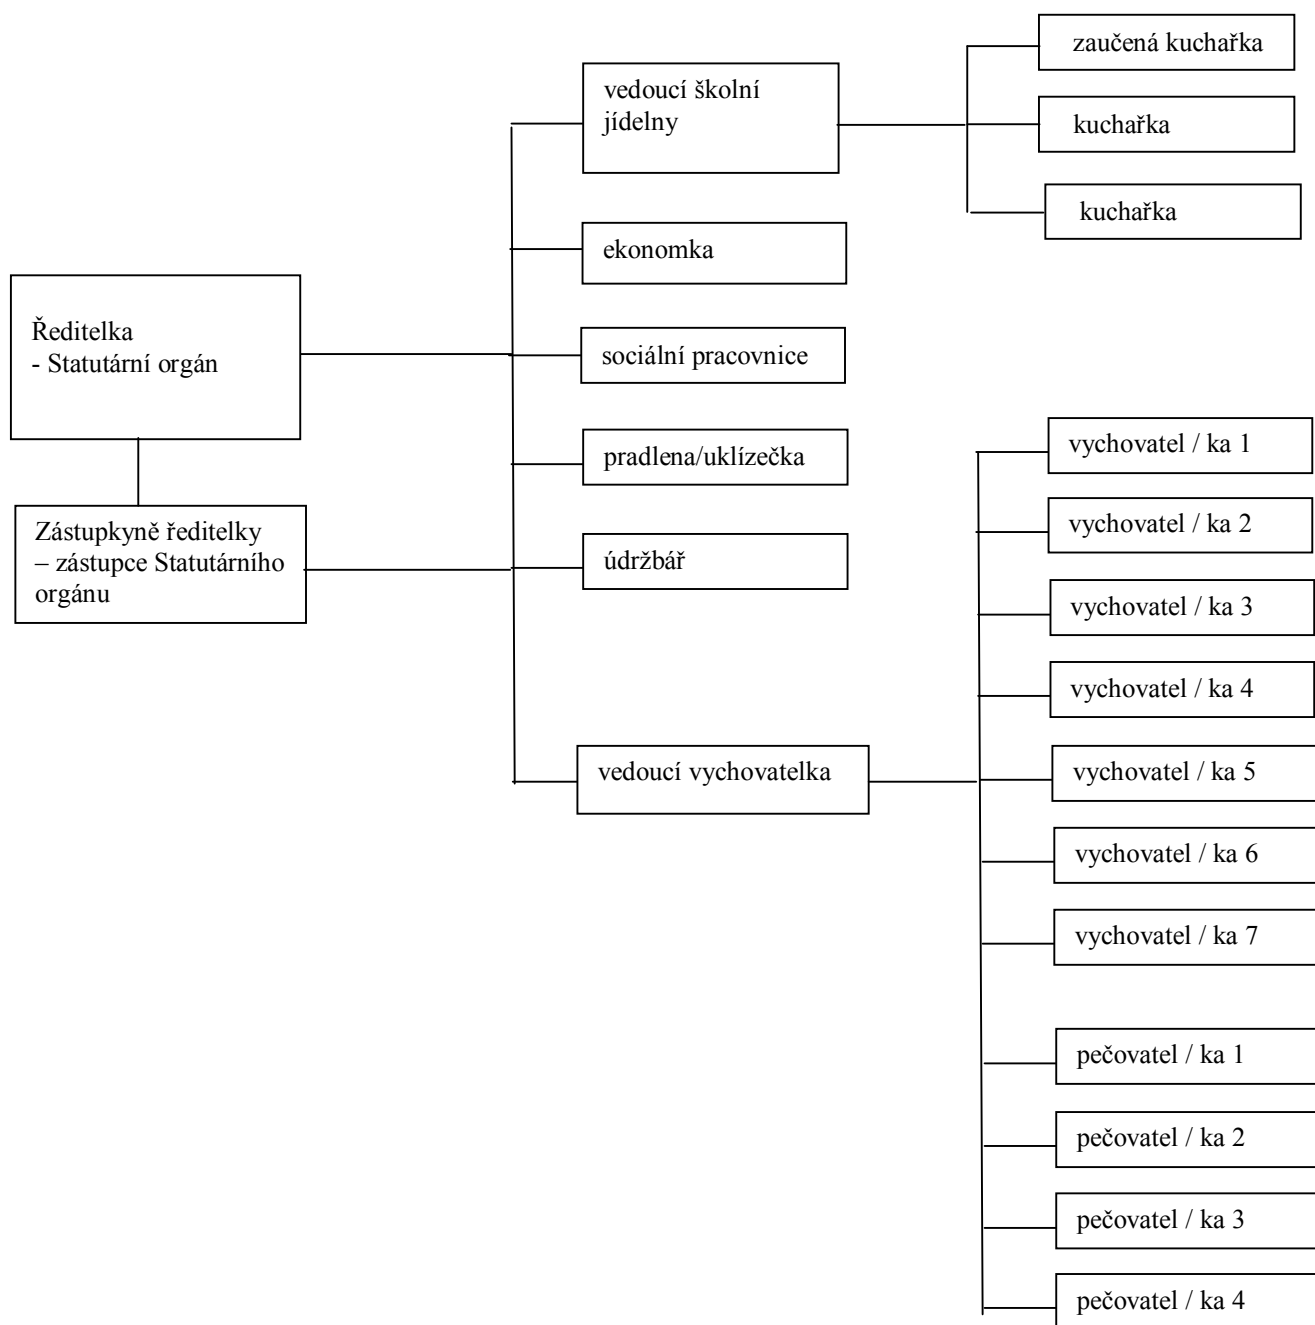 Ředitelka
- Statutární orgán
Zástupkyně ředitelky
– zástupce Statutárního
orgánu
vedoucí školní
jídelny
ekonomka
sociální pracovnice
pradlena/uklízečka
údržbář
vedoucí vychovatelka
zaučená kuchařka
kuchařka
kuchařka
vychovatel / ka 1
vychovatel / ka 2
vychovatel / ka 3
vychovatel / ka 4
vychovatel / ka 5
vychovatel / ka 6
vychovatel / ka 7
pečovatel / ka 1
pečovatel / ka 2
pečovatel / ka 3
pečovatel / ka 4